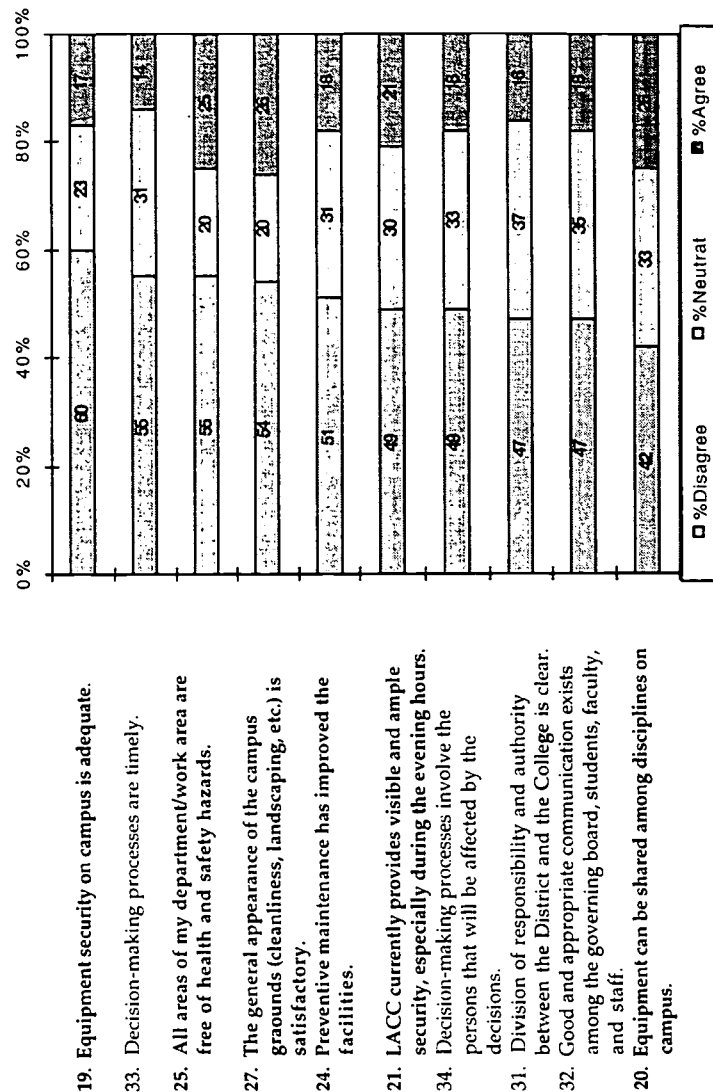 0% 20% 40% 60% 80% 100%
19. Equipment security on campus is adequate.
60 23 17
33. Decision-making processes are timely.
55 31 14
25. All areas of my department/work area are
free of health and safety hazards.
55 20 25
27. The general appearance of the campus
graounds (cleanliness, landscaping, etc.) is
satisfactory.
54 20 26
24. Preventive maintenance has improved the
facilities.
51 31 18
21. LACC currently provides visible and ample
security, especially during the evening hours.
49 30 21
34. Decision-making processes involve the
persons that will be affected by the
decisions.
49 33 18
31. Division of responsibility and authority
between the District and the College is clear.
47 37
32. Good and appropriate communication exists
among the governing board, students, faculty,
and staff.
47 35 18
20. Equipment can be shared among disciplines on
campus.
42 33
%Disagree %Neutrat %Agree